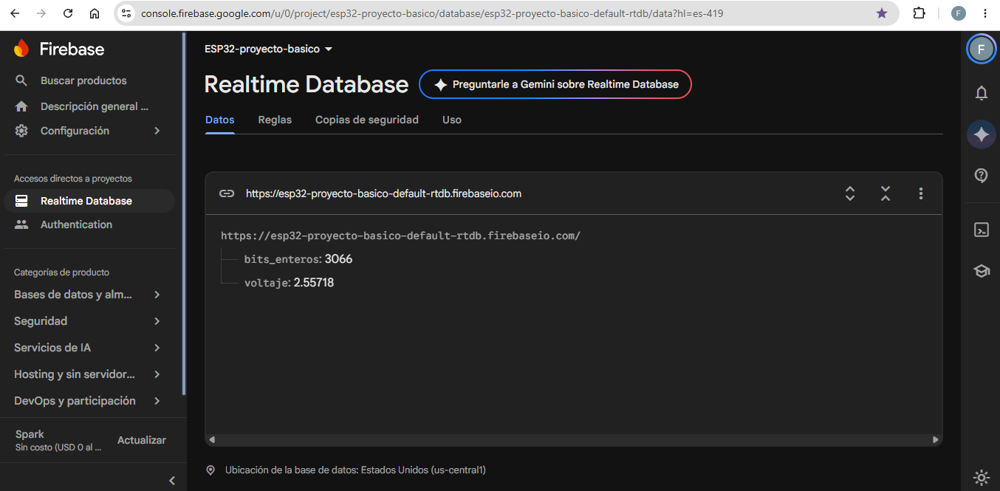 console.firebase.google.com/u/0/project/esp32-proyecto-basico/database/esp32-proyecto-basico-default-rtdb/data?hl=es-419
F
Firebase
Buscar productos
Descripción general ...
Configuración
Accesos directos a proyectos
Realtime Database
Authentication
Categorías de producto
Bases de datos y alm...
Seguridad
Servicios de IA
Hosting y sin servidor...
DevOps y participación
Spark
Sin costo (USD 0 al ...
Actualizar
ESP32-proyecto-basico
Realtime Database
Preguntarle a Gemini sobre Realtime Database
Datos Reglas Copias de seguridad Uso
https://esp32-proyecto-basico-default-rtdb.firebaseio.com
https://esp32-proyecto-basico-default-rtdb.firebaseio.com/
bits_enteros: 3066
voltaje: 2.55718
Ubicación de la base de datos: Estados Unidos (us-central1)
F